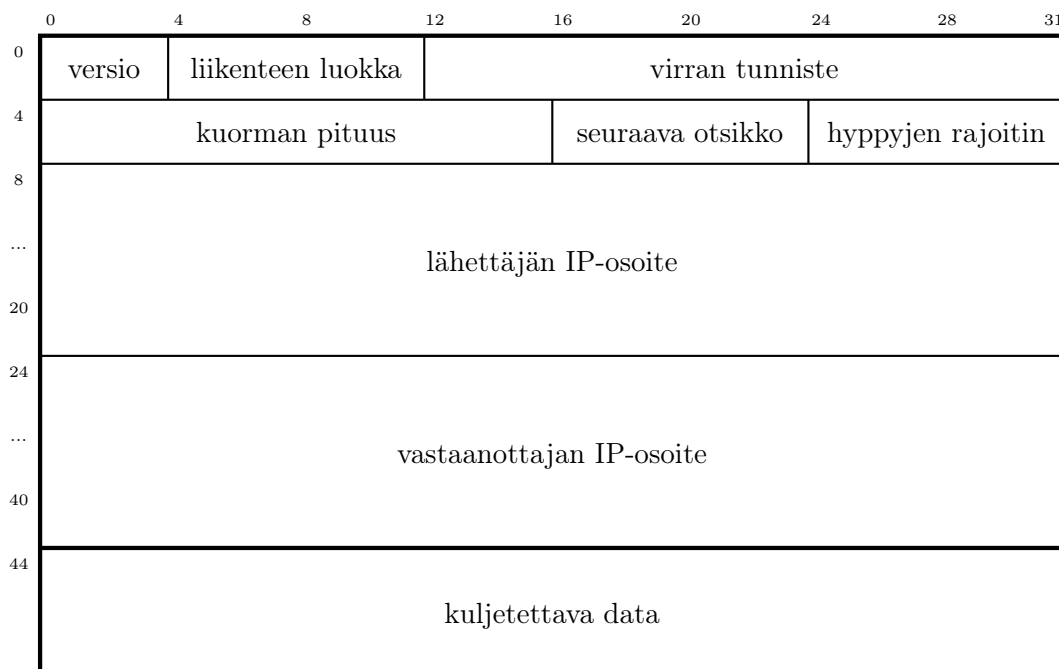 0 4 8 12 16 20 24 28 31
0 versio liikenteen luokka virran tunniste
4 kuorman pituus seuraava otsikko hyppyjen rajoitin
8
... lähettäjän IP-osoite
20
24
... vastaanottajan IP-osoite
40
44
kuljetettava data